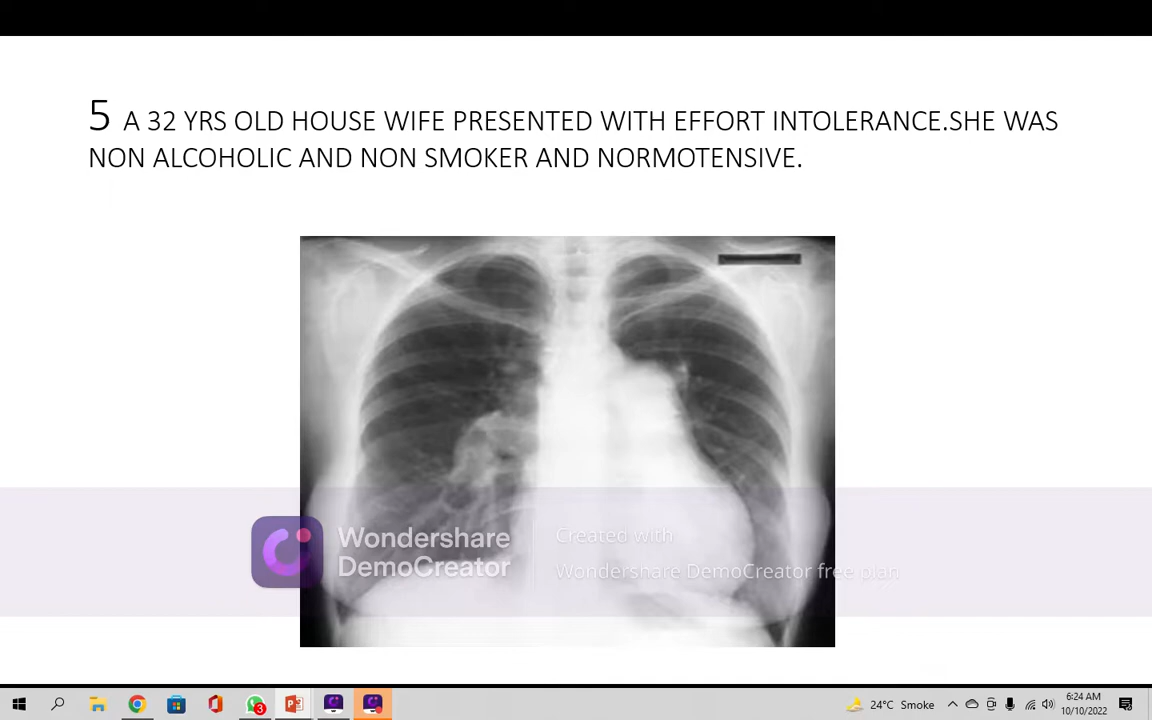 5 A 32 YRS OLD HOUSE WIFE PRESENTED WITH EFFORT INTOLERANCE.SHE WAS
NON ALCOHOLIC AND NON SMOKER AND NORMOTENSIVE.
Wondershare
DemoCreator
Created with
Wondershare DemoCreator free plan
3
24°C Smoke
6:24 AM
10/10/2022